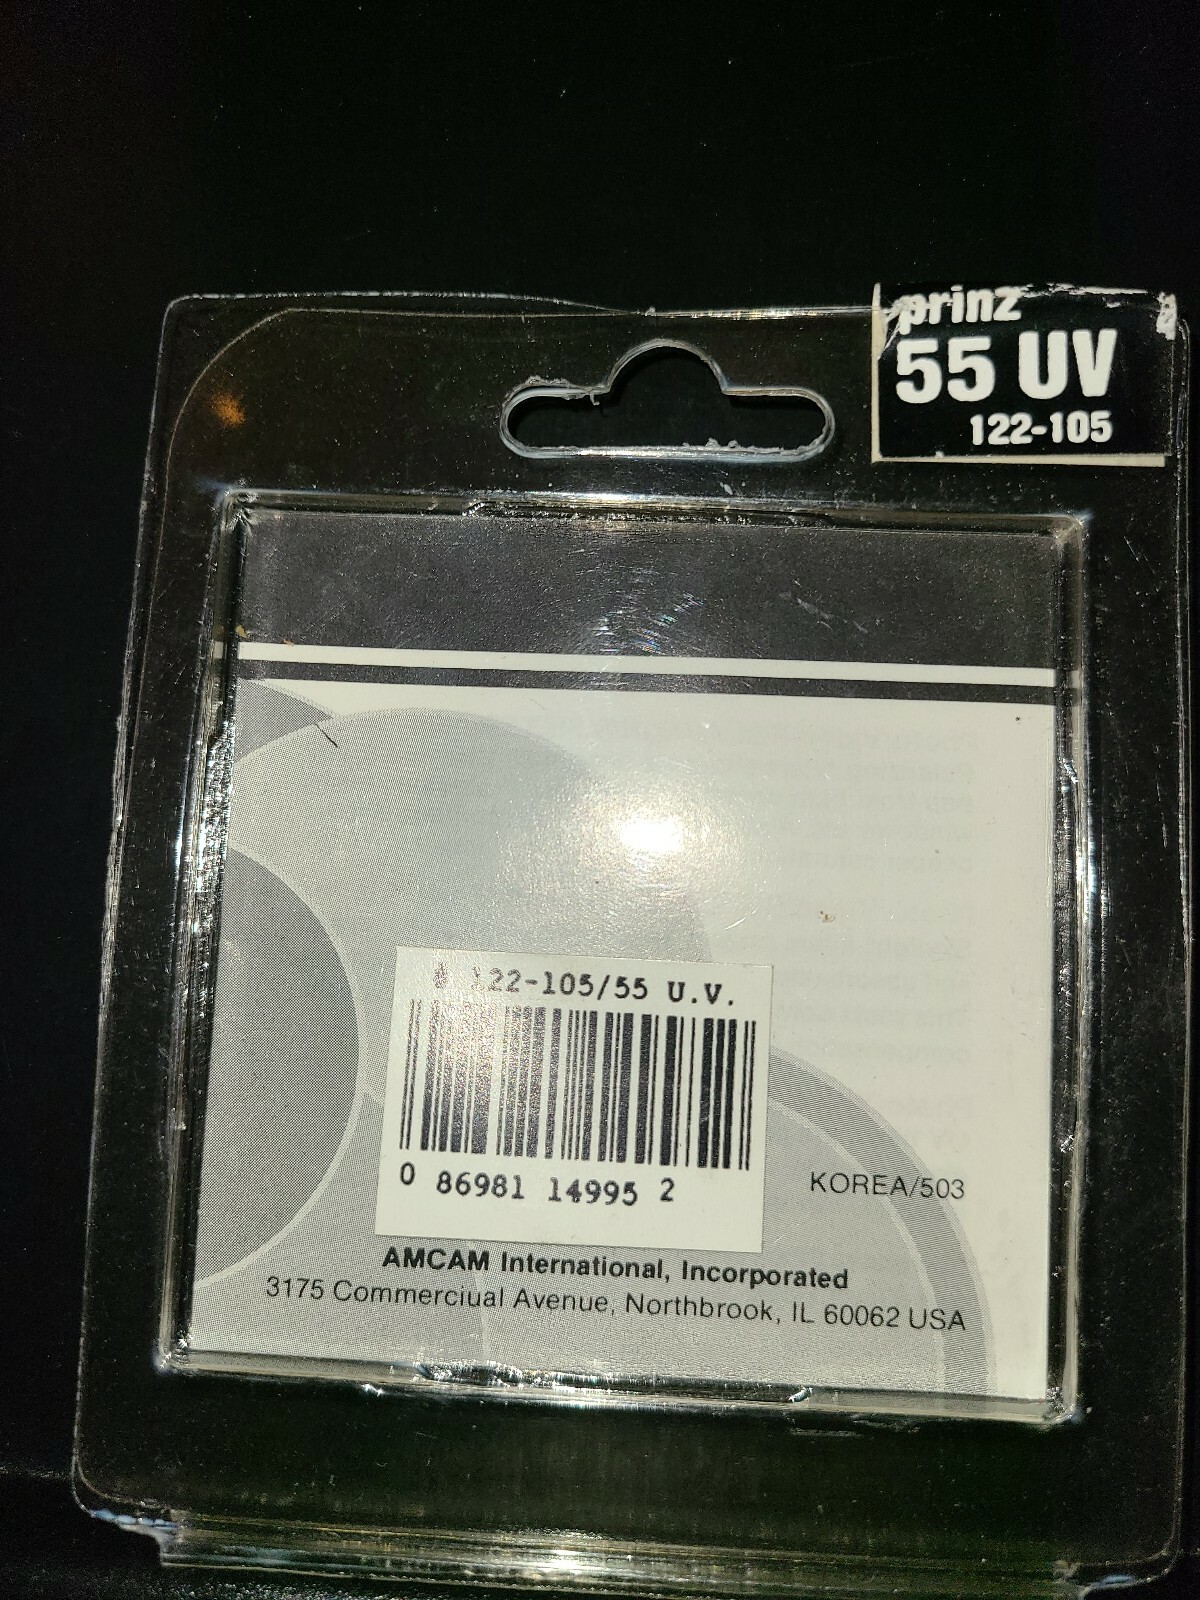 prinz
55 UV
122-105
# 122-105/55 U.V.
0 86981 14995 2
KOREA/503
AMCAM International, Incorporated
3175 Commerciual Avenue, Northbrook, IL 60062 USA